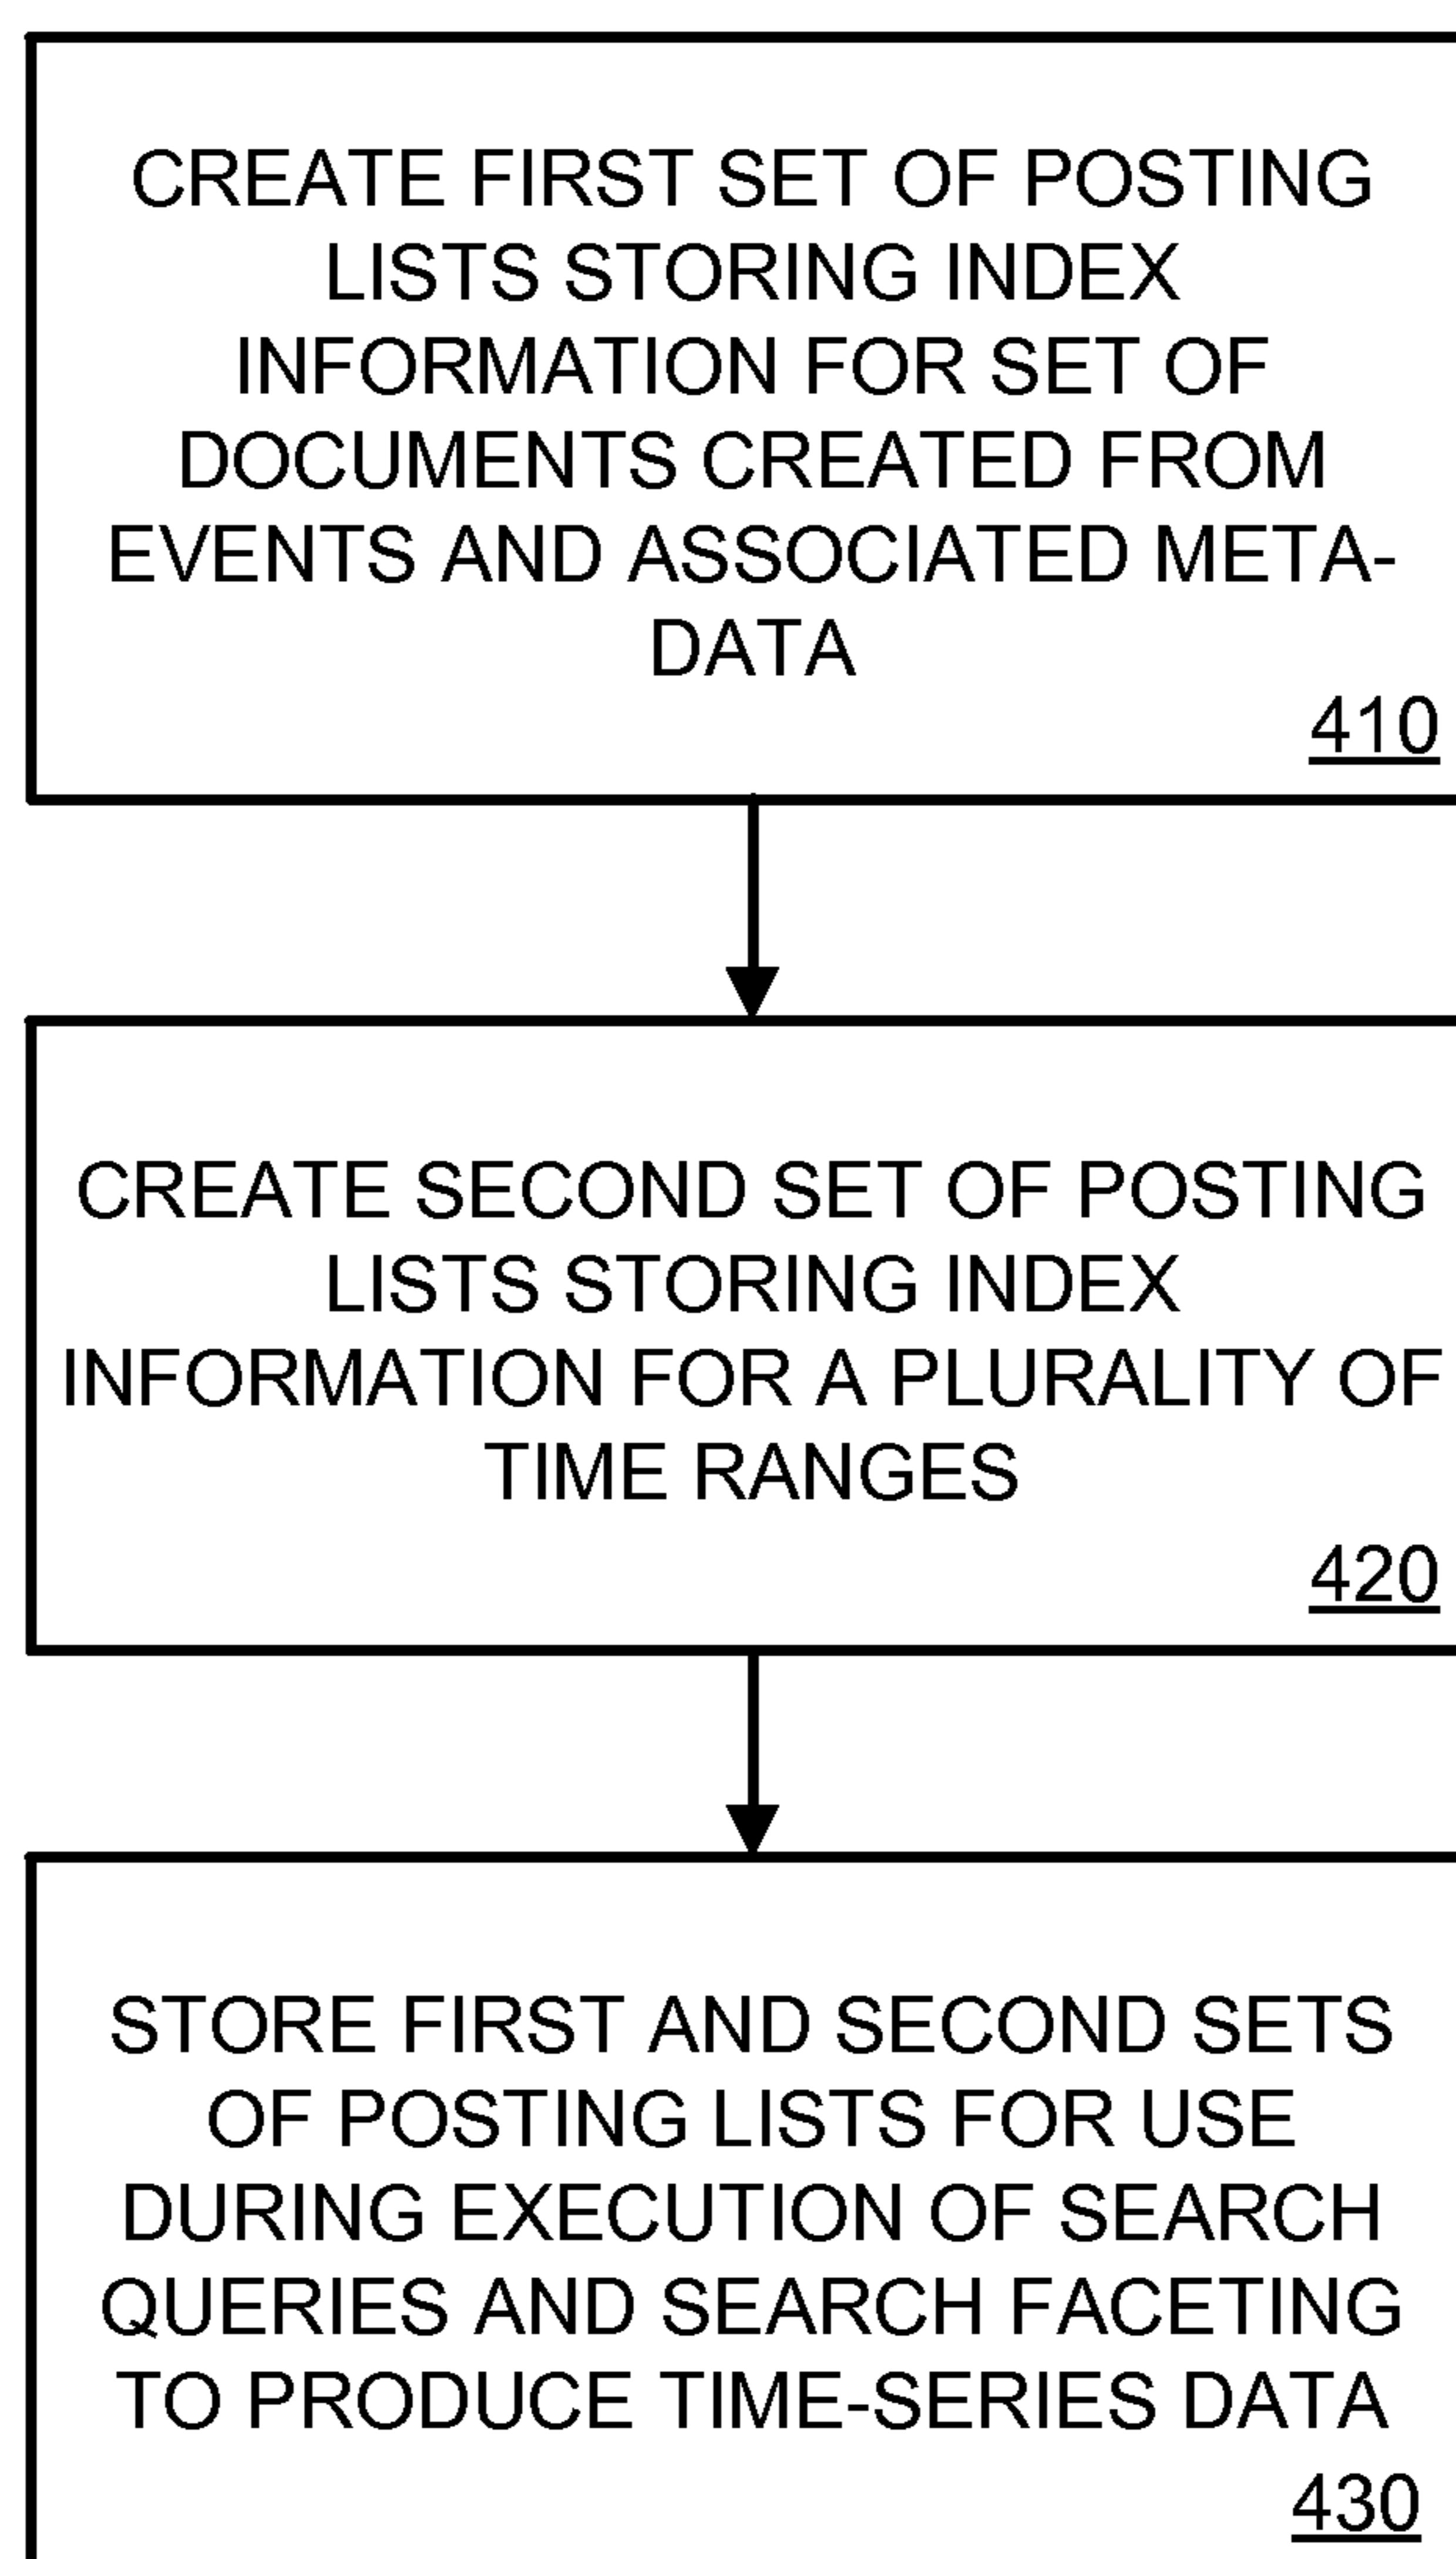 CREATE FIRST SET OF POSTING
LISTS STORING INDEX
INFORMATION FOR SET OF
DOCUMENTS CREATED FROM
EVENTS AND ASSOCIATED META-
DATA
410
CREATE SECOND SET OF POSTING
LISTS STORING INDEX
INFORMATION FOR A PLURALITY OF
TIME RANGES
420
STORE FIRST AND SECOND SETS
OF POSTING LISTS FOR USE
DURING EXECUTION OF SEARCH
QUERIES AND SEARCH FACETING
TO PRODUCE TIME-SERIES DATA
430